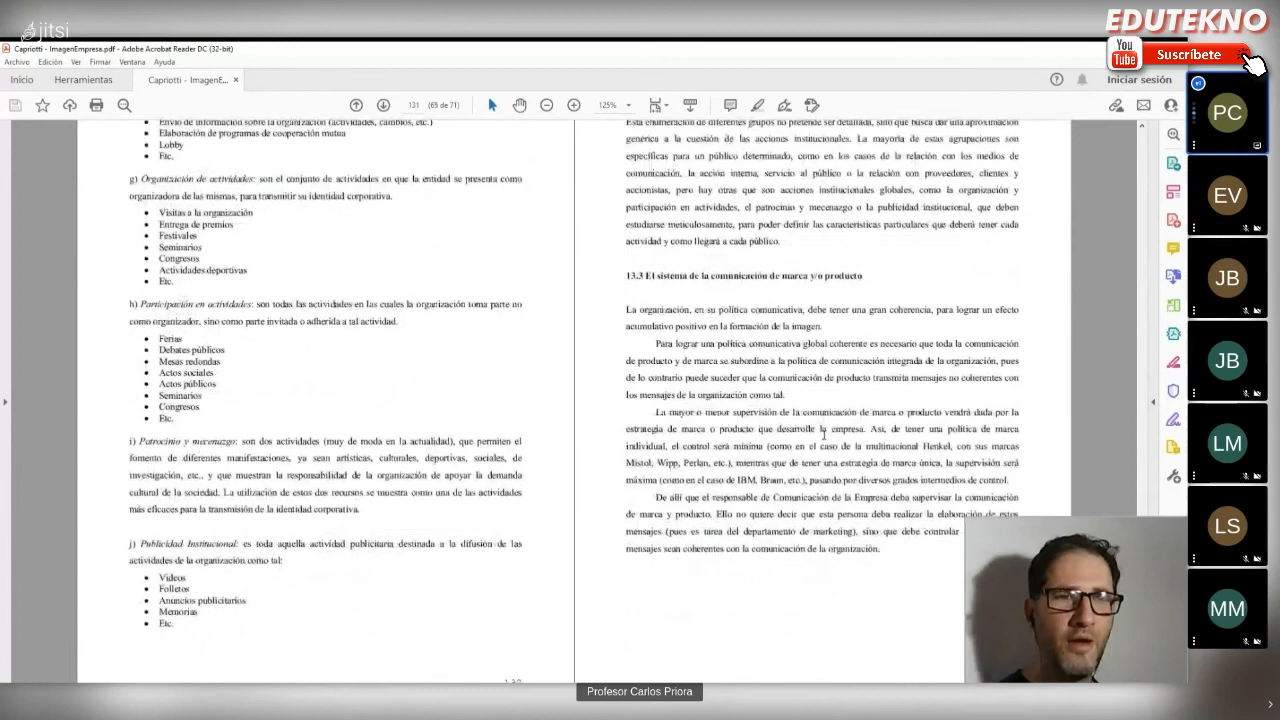 jitsi
EDUTEKNO
You Tube Suscríbete
Capriotti - ImagenEmpresa.pdf - Adobe Acrobat Reader DC (32-bit)
Archivo Edición Ver Firmar Ventana Ayuda
Inicio Herramientas Capriotti - ImagenE... × Iniciar sesión
131 (65 de 71) 125%
Envío de información sobre la organización (actividades, cambios, etc.)
• Elaboración de programas de cooperación mutua
• Lobby
• Etc.
g) Organización de actividades: son el conjunto de actividades en que la entidad se presenta como
organizadora de las mismas, para transmitir su identidad corporativa.
• Visitas a la organización
• Entrega de premios
• Festivales
• Seminarios
• Congresos
• Actividades deportivas
• Etc.
h) Participación en actividades: son todas las actividades en las cuales la organización toma parte no
como organizador, sino como parte invitada o adherida a tal actividad.
• Ferias
• Debates públicos
• Mesas redondas
• Actos sociales
• Actos públicos
• Seminarios
• Congresos
• Etc.
i) Patrocinio y mecenazgo: son dos actividades (muy de moda en la actualidad), que permiten el
fomento de diferentes manifestaciones, ya sean artísticas, culturales, deportivas, sociales, de
investigación, etc., y que muestran la responsabilidad de la organización de apoyar la demanda
cultural de la sociedad. La utilización de estos dos recursos se muestra como una de las actividades
más eficaces para la transmisión de la identidad corporativa.
j) Publicidad Institucional: es toda aquella actividad publicitaria destinada a la difusión de las
actividades de la organización como tal:
• Vídeos
• Folletos
• Anuncios publicitarios
• Memorias
• Etc.
Esta enumeración de diferentes grupos no pretende ser detallada, sino que busca dar una aproximación
genérica a la cuestión de las acciones institucionales. La mayoría de estas agrupaciones son
específicas para un público determinado, como en los casos de la relación con los medios de
comunicación, la acción interna, servicio al público o la relación con proveedores, clientes y
accionistas, pero hay otras que son acciones institucionales globales, como la organización y
participación en actividades, el patrocinio y mecenazgo o la publicidad institucional, que deben
estudiarse meticulosamente, para poder definir las características particulares que deberá tener cada
actividad y como llegará a cada público.
13.3 El sistema de la comunicación de marca y/o producto
La organización, en su política comunicativa, debe tener una gran coherencia, para lograr un efecto
acumulativo positivo en la formación de la imagen.
Para lograr una política comunicativa global coherente es necesario que toda la comunicación
de producto y de marca se subordine a la política de comunicación integrada de la organización, pues
de lo contrario puede suceder que la comunicación de producto transmita mensajes no coherentes con
los mensajes de la organización como tal.
La mayor o menor supervisión de la comunicación de marca o producto vendrá dada por la
estrategia de marca o producto que desarrolle la empresa. Así, de tener una política de marca
individual, el control será mínima (como en el caso de la multinacional Henkel, con sus marcas
Mistol, Wipp, Perlan, etc.), mientras que de tener una estrategia de marca única, la supervisión será
máxima (como en el caso de IBM, Braun, etc.), pasando por diversos grados intermedios de control.
De allí que el responsable de Comunicación de la Empresa deba supervisar la comunicación
de marca y producto. Ello no quiere decir que esta persona deba realizar la elaboración de estos
mensajes (pues es tarea del departamento de marketing), sino que debe controlar
mensajes sean coherentes con la comunicación de la organización.
PC
EV
JB
JB
LM
LS
MM
Profesor Carlos Priora